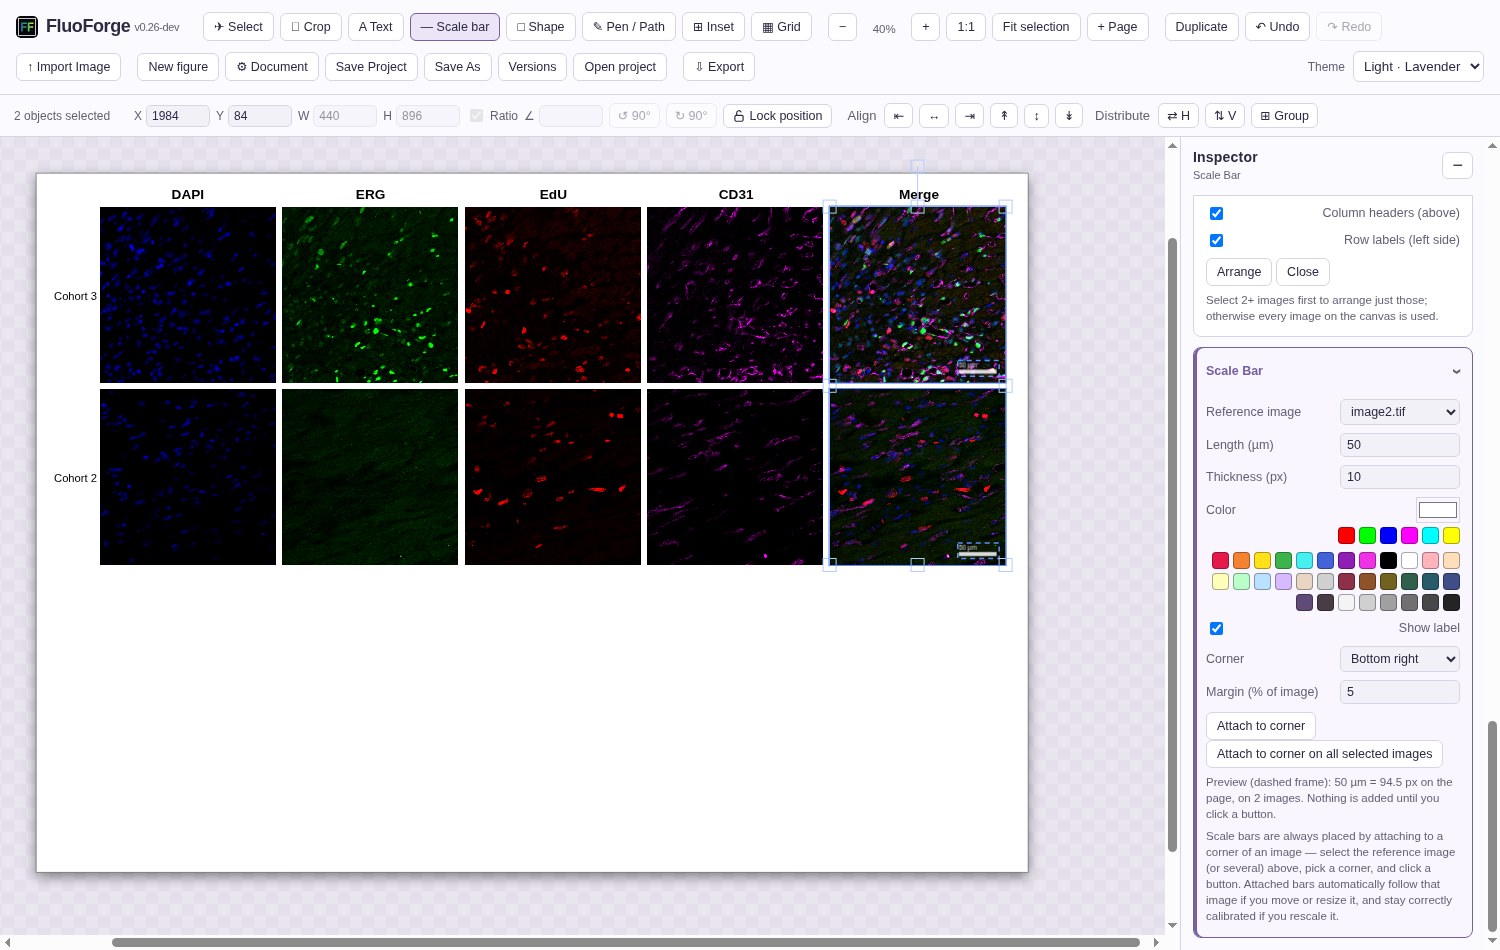 FluoForge v0.26-dev
✈ Select
Crop
A Text
— Scale bar
□ Shape
✎ Pen / Path
⊞ Inset
▦ Grid
−
40%
+
1:1
Fit selection
+ Page
Duplicate
↶ Undo
↷ Redo
↑ Import Image
New figure
⚙ Document
Save Project
Save As
Versions
Open project
⇩ Export
Theme
Light · Lavender
2 objects selected
X 1984
Y 84
W 440
H 896
Ratio
∠
↺ 90°
↻ 90°
Lock position
Align
Distribute
⇄ H
⇅ V
⊞ Group
DAPI
ERG
EdU
CD31
Merge
Cohort 3
50 µm
Cohort 2
50 µm
Inspector
Scale Bar
−
Column headers (above)
Row labels (left side)
Arrange
Close
Select 2+ images first to arrange just those;
otherwise every image on the canvas is used.
Scale Bar
Reference image
image2.tif
Length (µm)
50
Thickness (px)
10
Color
Show label
Corner
Bottom right
Margin (% of image)
5
Attach to corner
Attach to corner on all selected images
Preview (dashed frame): 50 µm = 94.5 px on the
page, on 2 images. Nothing is added until you
click a button.
Scale bars are always placed by attaching to a
corner of an image — select the reference image
(or several) above, pick a corner, and click a
button. Attached bars automatically follow that
image if you move or resize it, and stay correctly
calibrated if you rescale it.